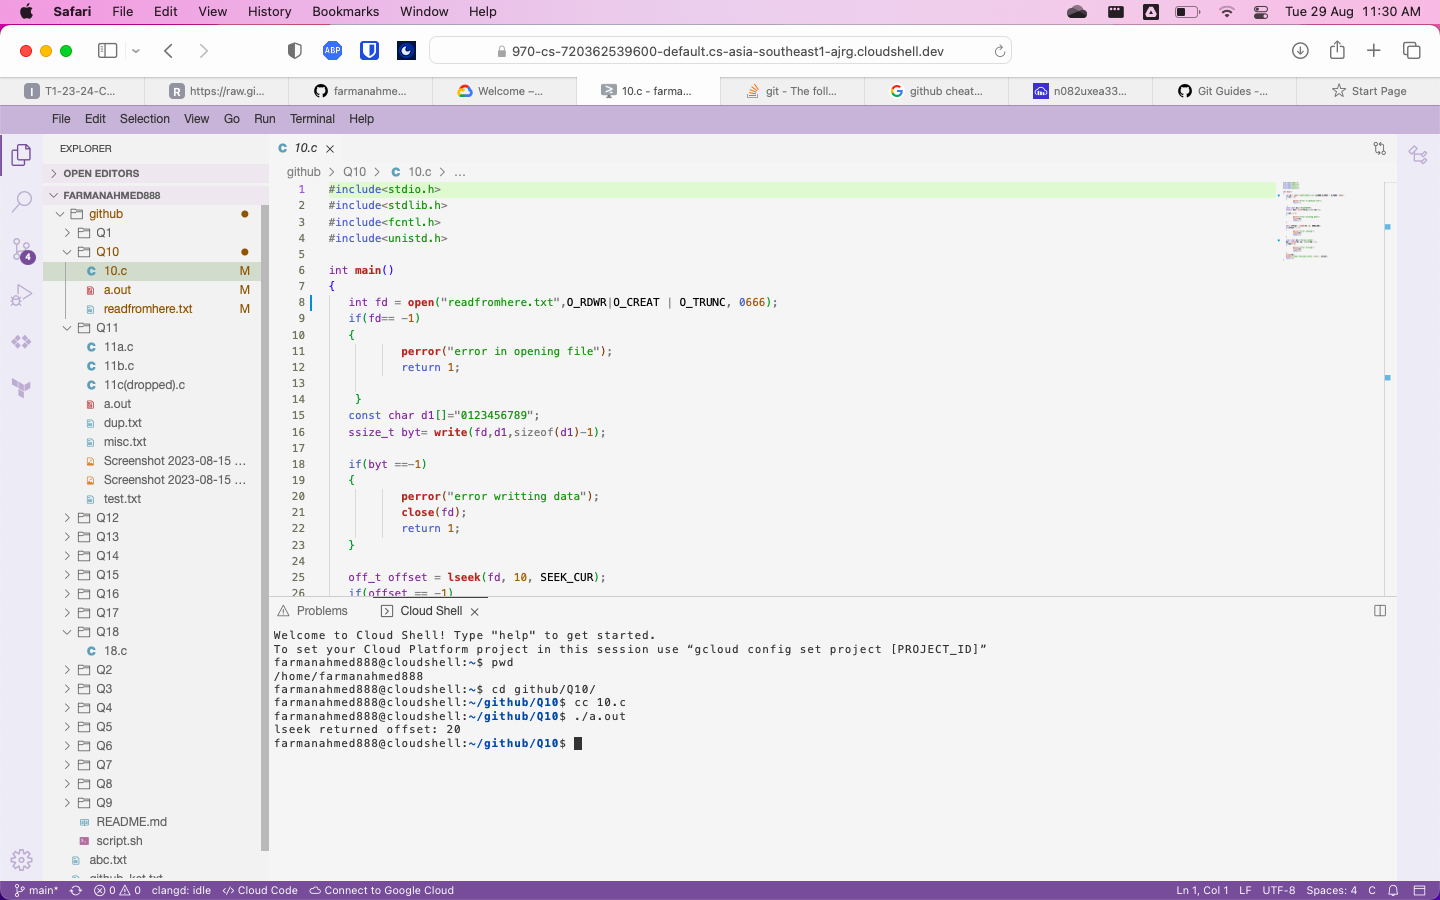 Safari File Edit View History Bookmarks Window Help Tue 29 Aug 11:30 AM
ABP 970-cs-720362539600-default.cs-asia-southeast1-ajrg.cloudshell.dev
I T1-23-24-C... R https://raw.gi... farmanahme... Welcome –... 10.c - farma... git - The foll... github cheat... n082uxea33... Git Guides -... Start Page
File Edit Selection View Go Run Terminal Help
EXPLORER
OPEN EDITORS
FARMANAHMED888
github
Q1
Q10
C 10.c M
a.out M
readfromhere.txt M
Q11
C 11a.c
C 11b.c
C 11c(dropped).c
a.out
dup.txt
misc.txt
Screenshot 2023-08-15 ...
Screenshot 2023-08-15 ...
test.txt
Q12
Q13
Q14
Q15
Q16
Q17
Q18
C 18.c
Q2
Q3
Q4
Q5
Q6
Q7
Q8
Q9
README.md
script.sh
abc.txt
4
C 10.c
github > Q10 > C 10.c > ...
1 #include<stdio.h>
2 #include<stdlib.h>
3 #include<fcntl.h>
4 #include<unistd.h>
5
6 int main()
7 {
8 int fd = open("readfromhere.txt",O_RDWR|O_CREAT | O_TRUNC, 0666);
9 if(fd== -1)
10 {
11 perror("error in opening file");
12 return 1;
13
14 }
15 const char d1[]="0123456789";
16 ssize_t byt= write(fd,d1,sizeof(d1)-1);
17
18 if(byt ==-1)
19 {
20 perror("error writting data");
21 close(fd);
22 return 1;
23 }
24
25 off_t offset = lseek(fd, 10, SEEK_CUR);
26 if(offset == -1)
Problems Cloud Shell
Welcome to Cloud Shell! Type "help" to get started.
To set your Cloud Platform project in this session use “gcloud config set project [PROJECT_ID]”
farmanahmed888@cloudshell:~$ pwd
/home/farmanahmed888
farmanahmed888@cloudshell:~$ cd github/Q10/
farmanahmed888@cloudshell:~/github/Q10$ cc 10.c
farmanahmed888@cloudshell:~/github/Q10$ ./a.out
lseek returned offset: 20
farmanahmed888@cloudshell:~/github/Q10$
main* 0 0 clangd: idle Cloud Code Connect to Google Cloud Ln 1, Col 1 LF UTF-8 Spaces: 4 C